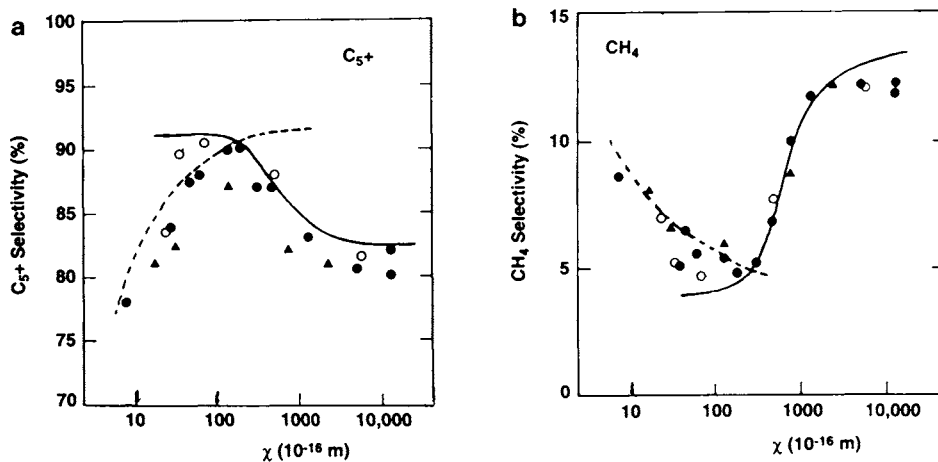 a
C5+
C5+ Selectivity (%)
100
95
90
85
80
75
70
10
100
1000
10,000
χ (10-16 m)
b
CH4
CH4 Selectivity (%)
15
10
5
0
10
100
1000
10,000
χ (10-16 m)